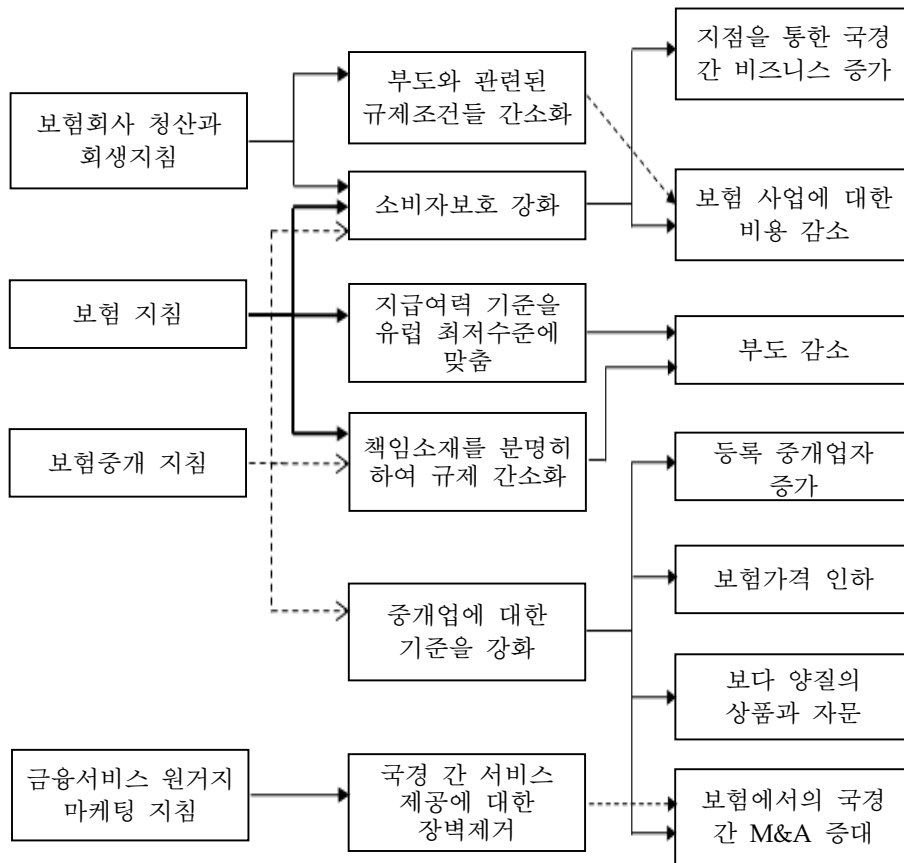 보험회사 청산과
회생지침
보험 지침
보험중개 지침
금융서비스 원거지
마케팅 지침
부도와 관련된
규제조건들 간소화
소비자보호 강화
지급여력 기준을
유럽 최저수준에
맞춤
책임소재를 분명히
하여 규제 간소화
중개업에 대한
기준을 강화
국경 간 서비스
제공에 대한
장벽제거
지점을 통한 국경
간 비즈니스 증가
보험 사업에 대한
비용 감소
부도 감소
등록 중개업자
증가
보험가격 인하
보다 양질의
상품과 자문
보험에서의 국경
간 M&A 증대